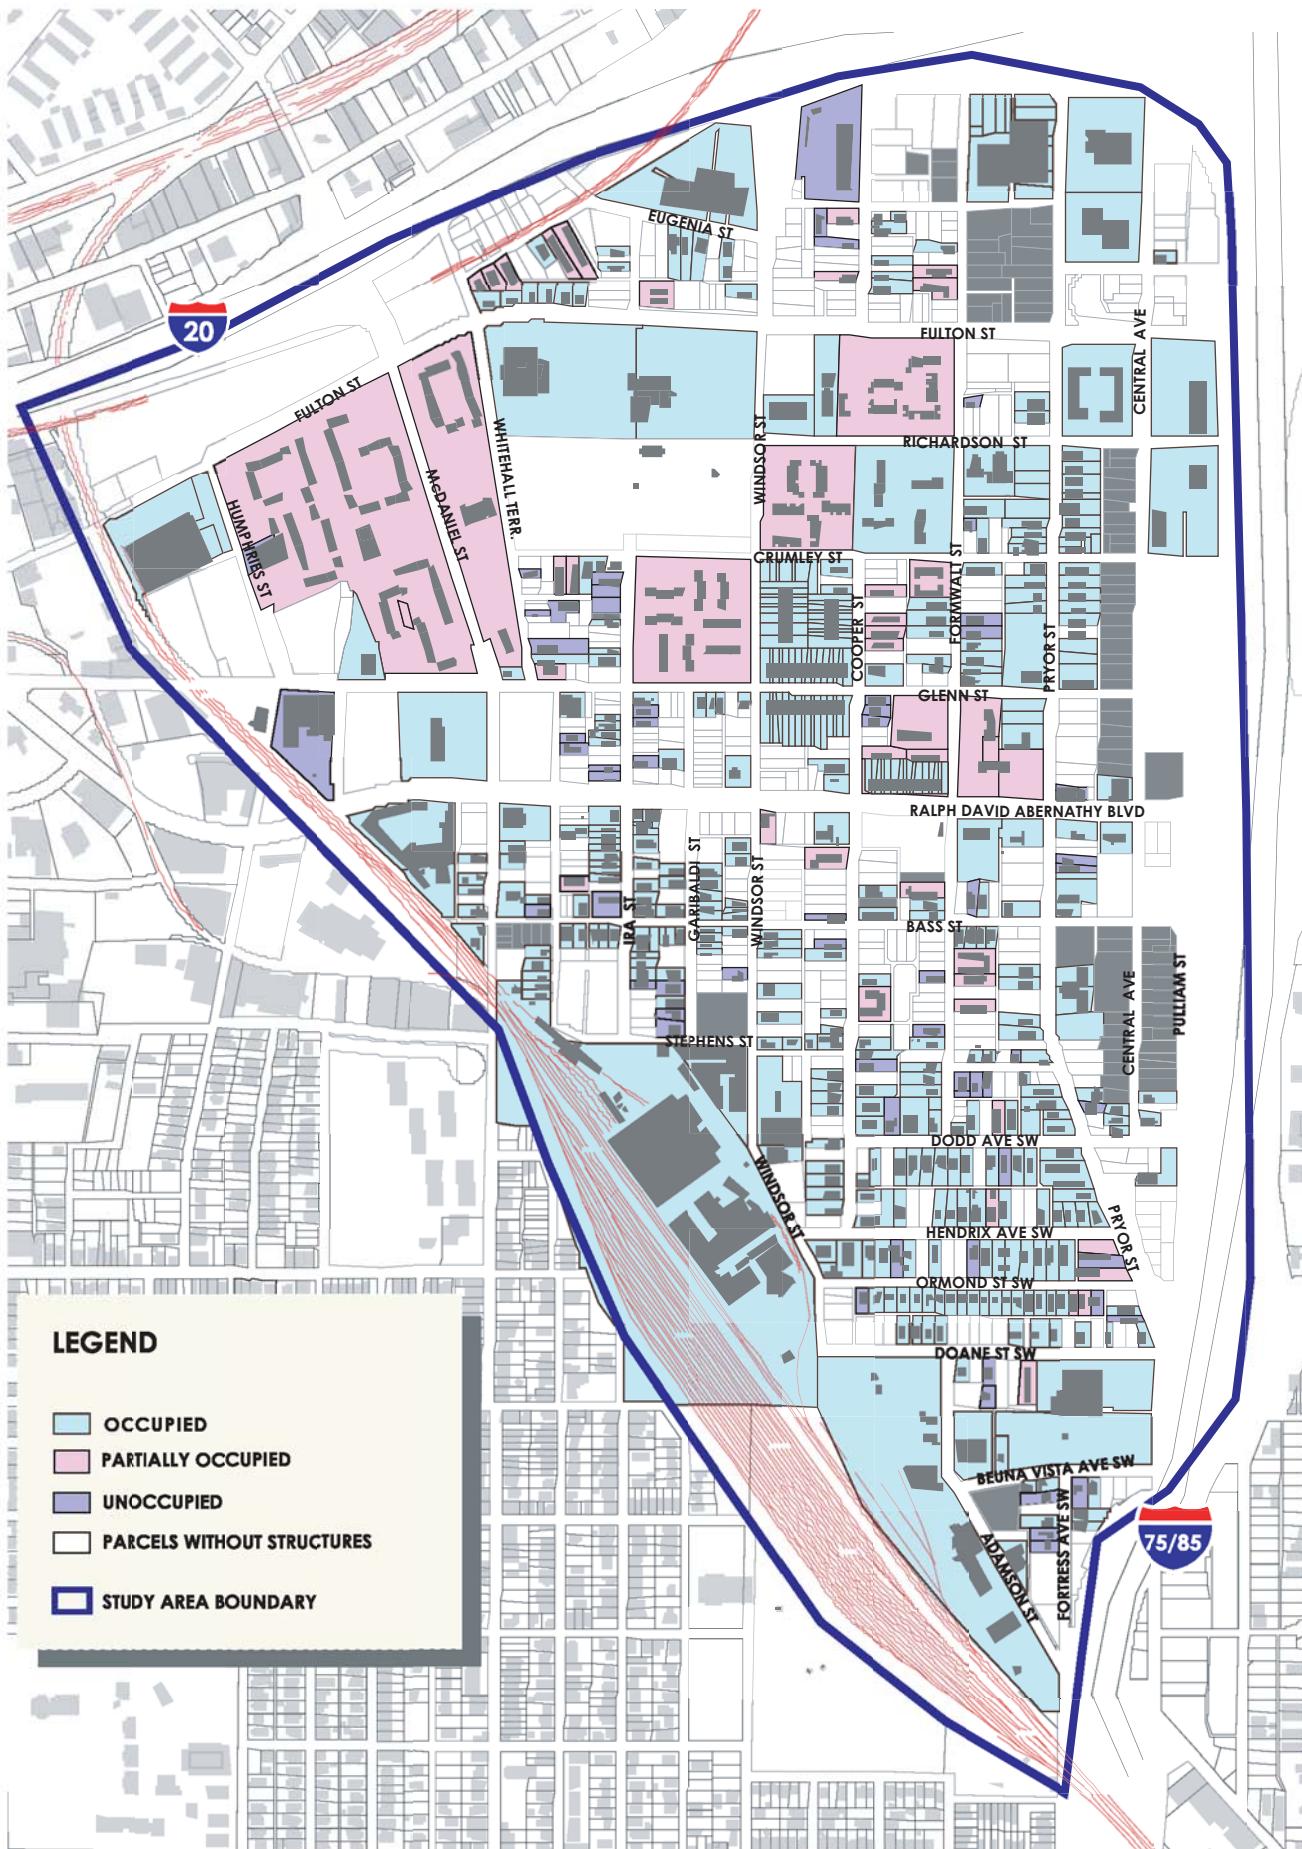 EUGENIA ST
20
FULTON ST
CENTRAL AVE
FULTON ST
WHITEHALL TERR.
WINDSOR ST
RICHARDSON ST
McDANIEL ST
HUMPHRIES ST
CRUMLEY ST
FORMWALT ST
COOPER ST
PRYOR ST
GLENN ST
RALPH DAVID ABERNATHY BLVD
GARIBALDI ST
WINDSOR ST
IRA ST
BASS ST
CENTRAL AVE
PULLIAM ST
STEPHENS ST
DODD AVE SW
WINDSOR ST
PRYOR ST
HENDRIX AVE SW
ORMOND ST SW
DOANE ST SW
LEGEND
OCCUPIED
PARTIALLY OCCUPIED
UNOCCUPIED
PARCELS WITHOUT STRUCTURES
STUDY AREA BOUNDARY
BEUNA VISTA AVE SW
FORTRESS AVE SW
ADAMSON ST
75/85